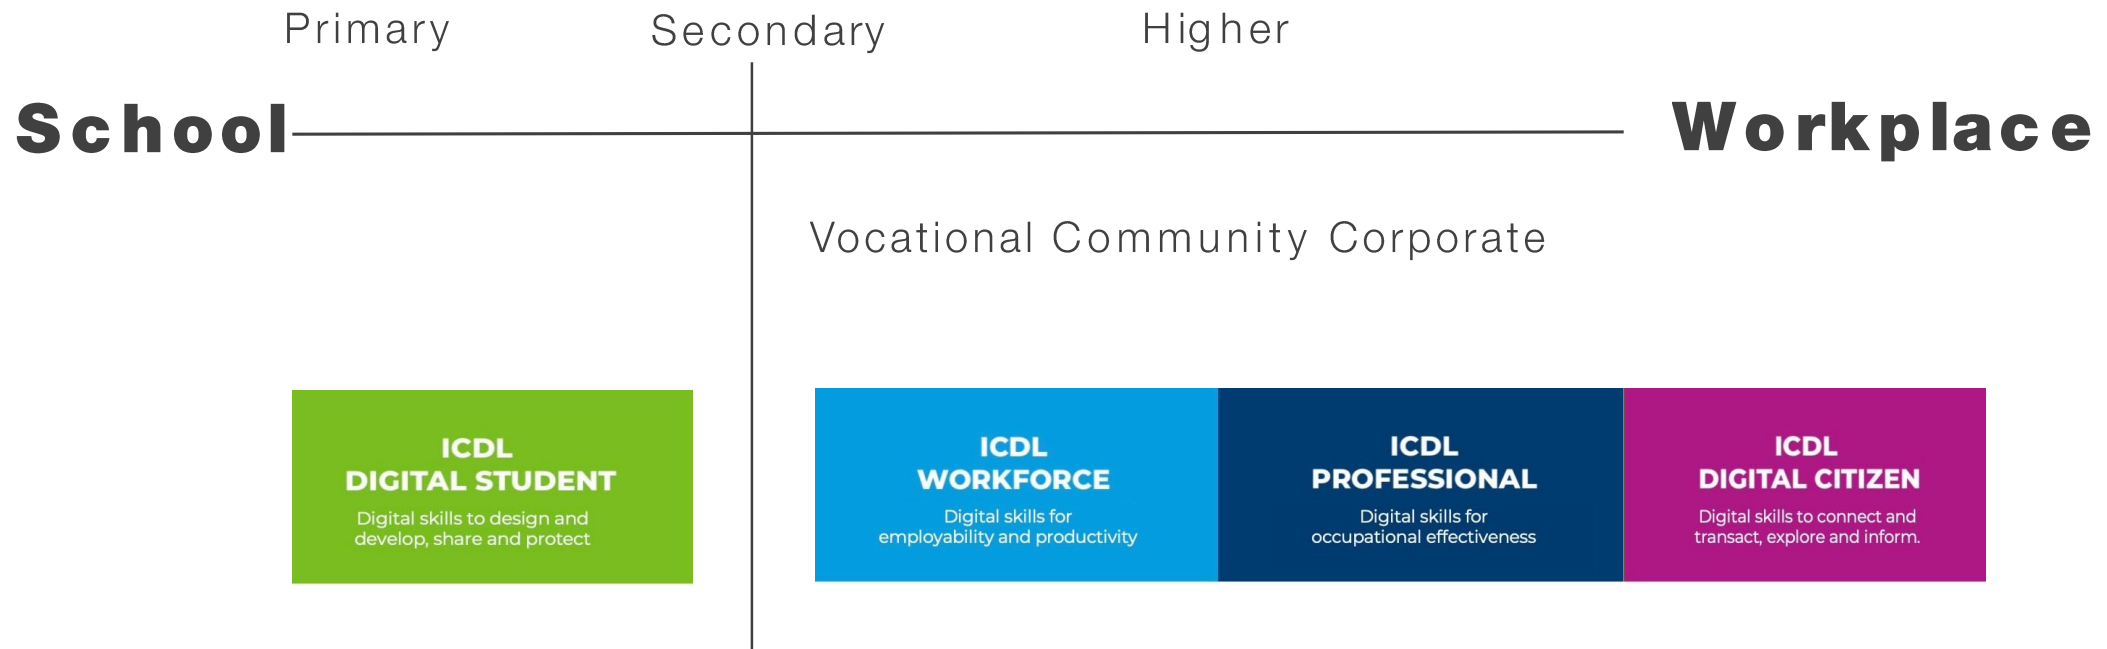 Primary Secondary Higher
School Workplace
Vocational Community Corporate
ICDL
DIGITAL STUDENT
Digital skills to design and
develop, share and protect
ICDL
WORKFORCE
Digital skills for
employability and productivity
ICDL
PROFESSIONAL
Digital skills for
occupational effectiveness
ICDL
DIGITAL CITIZEN
Digital skills to connect and
transact, explore and inform.